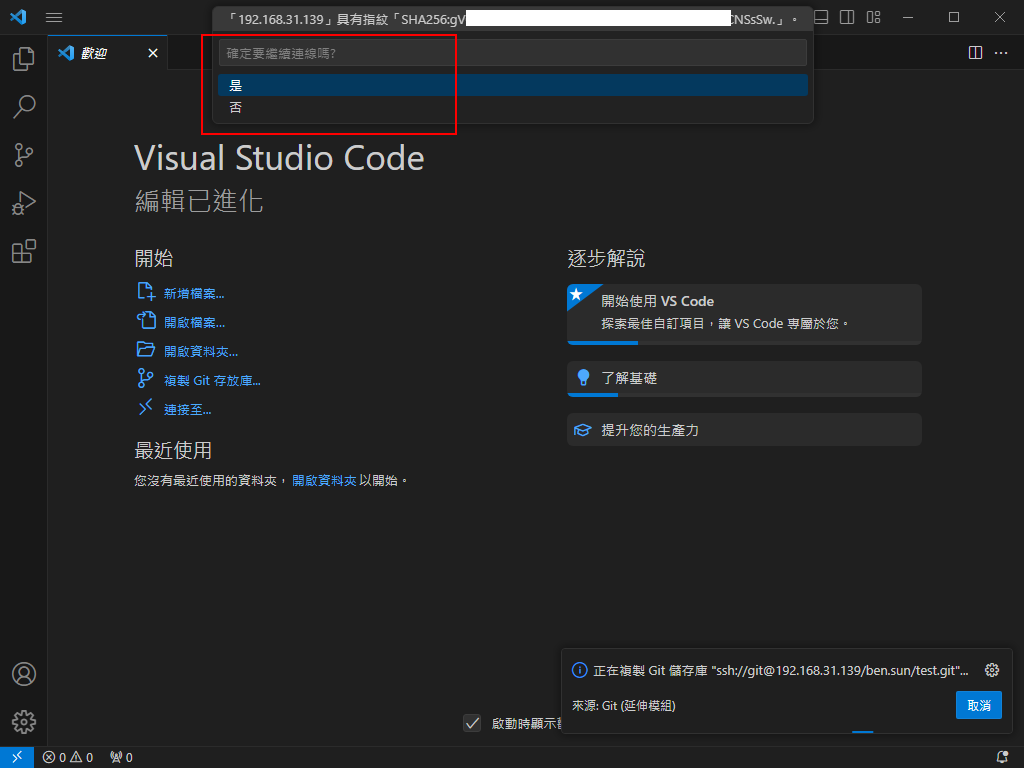 「192.168.31.139」具有指紋「SHA256:gV
CNSsSw.」。
確定要繼續連線嗎?
是
否
歡迎
Visual Studio Code
編輯已進化
開始
新增檔案...
開啟檔案...
開啟資料夾...
複製 Git 存放庫...
連接至...
最近使用
您沒有最近使用的資料夾，開啟資料夾以開始。
逐步解說
開始使用 VS Code
探索最佳自訂項目，讓 VS Code 專屬於您。
了解基礎
提升您的生產力
正在複製 Git 儲存庫 "ssh://git@192.168.31.139/ben.sun/test.git"...
來源: Git (延伸模組)
取消
啟動時顯示
0 0 0